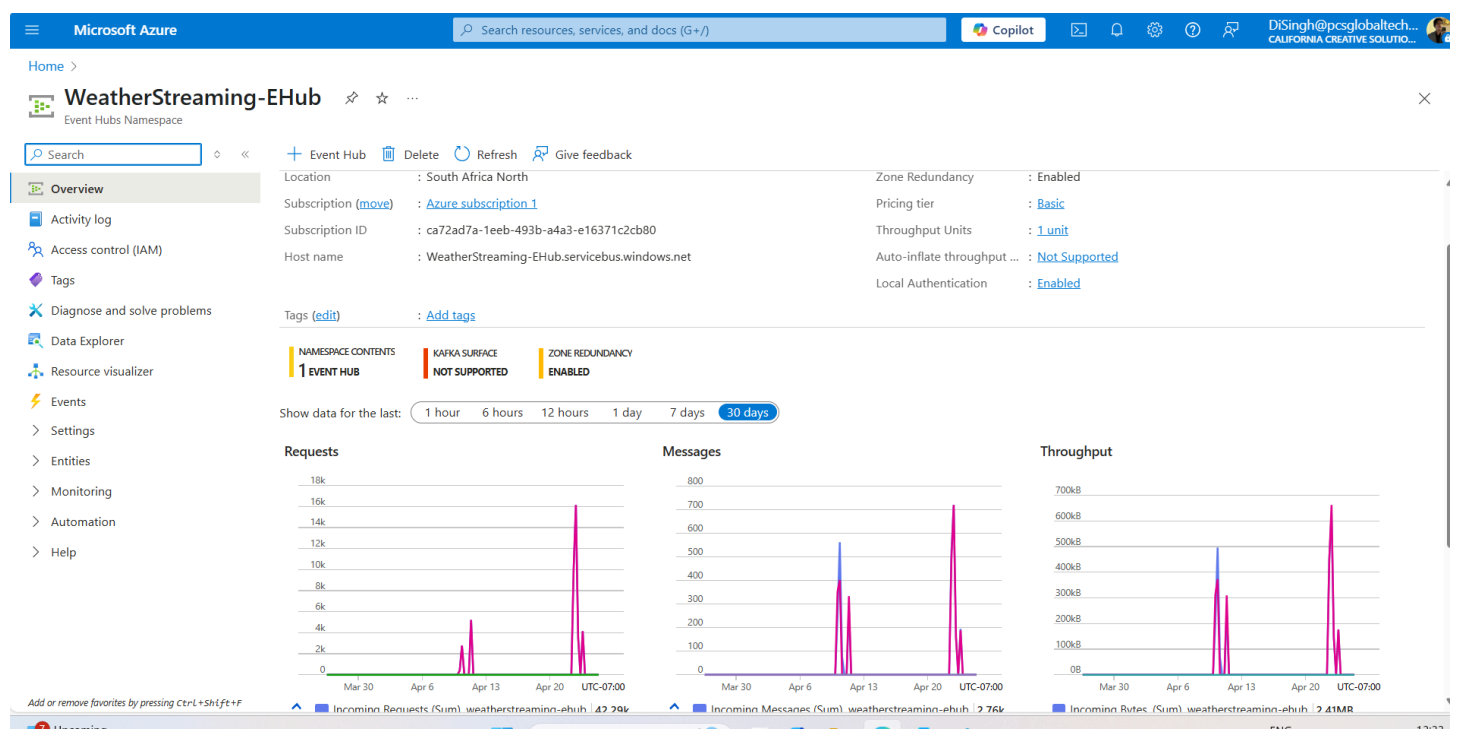 Microsoft Azure
Search resources, services, and docs (G+/)
Copilot
DiSingh@pcsglobaltech...
CALIFORNIA CREATIVE SOLUTIO...
Home >
WeatherStreaming-EHub
Event Hubs Namespace
Search
Event Hub Delete Refresh Give feedback
Overview
Activity log
Access control (IAM)
Tags
Diagnose and solve problems
Data Explorer
Resource visualizer
Events
Settings
Entities
Monitoring
Automation
Help
Add or remove favorites by pressing Ctrl+Shift+F
Location : South Africa North
Subscription (move) : Azure subscription 1
Subscription ID : ca72ad7a-1eeb-493b-a4a3-e16371c2cb80
Host name : WeatherStreaming-EHub.servicebus.windows.net
Tags (edit) : Add tags
Zone Redundancy : Enabled
Pricing tier : Basic
Throughput Units : 1 unit
Auto-inflate throughput ... : Not Supported
Local Authentication : Enabled
NAMESPACE CONTENTS
1 EVENT HUB
KAFKA SURFACE
NOT SUPPORTED
ZONE REDUNDANCY
ENABLED
Show data for the last: 1 hour 6 hours 12 hours 1 day 7 days 30 days
Requests
18k
16k
14k
12k
10k
8k
6k
4k
2k
0
Mar 30 Apr 6 Apr 13 Apr 20 UTC-07:00
Incoming Requests (Sum), weatherstreaming-ehub | 42.29k
Messages
800
700
600
500
400
300
200
100
0
Mar 30 Apr 6 Apr 13 Apr 20 UTC-07:00
Incoming Messages (Sum), weatherstreaming-ehub | 2.76k
Throughput
700kB
600kB
500kB
400kB
300kB
200kB
100kB
0B
Mar 30 Apr 6 Apr 13 Apr 20 UTC-07:00
Incoming Bytes. (Sum), weatherstreaming-ehub | 2.41MB
7 Upcoming
ENG